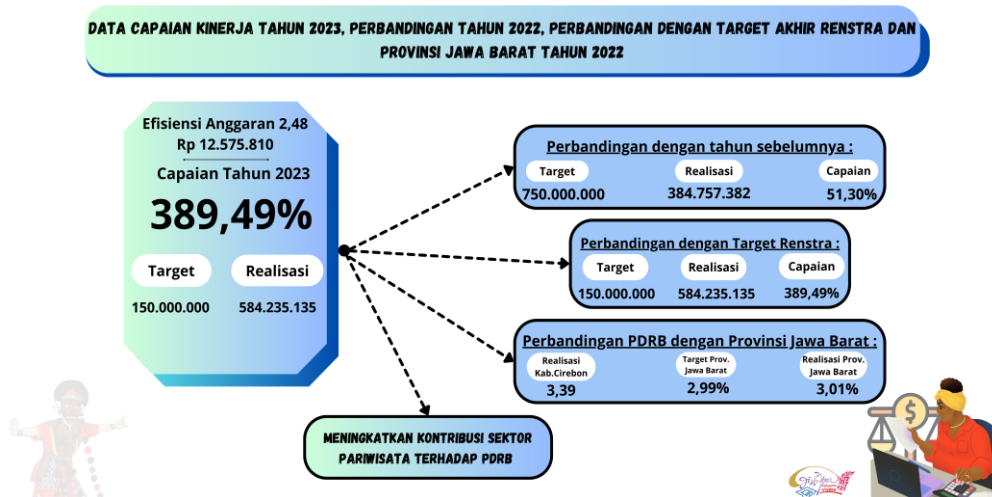 DATA CAPAIAN KINERJA TAHUN 2023, PERBANDINGAN TAHUN 2022, PERBANDINGAN DENGAN TARGET AKHIR RENSTRA DAN
PROVINSI JAWA BARAT TAHUN 2022
Efisiensi Anggaran 2,48
Rp 12.575.810
Capaian Tahun 2023
389,49%
Target Realisasi
150.000.000 584.235.135
Perbandingan dengan tahun sebelumnya :
Target Realisasi Capaian
750.000.000 384.757.382 51,30%
Perbandingan dengan Target Renstra :
Target Realisasi Capaian
150.000.000 584.235.135 389,49%
Perbandingan PDRB dengan Provinsi Jawa Barat :
Realisasi Target Prov. Realisasi Prov.
Kab.Cirebon Jawa Barat Jawa Barat
3,39 2,99% 3,01%
MENINGKATKAN KONTRIBUSI SEKTOR
PARIWISATA TERHADAP PDRB
$